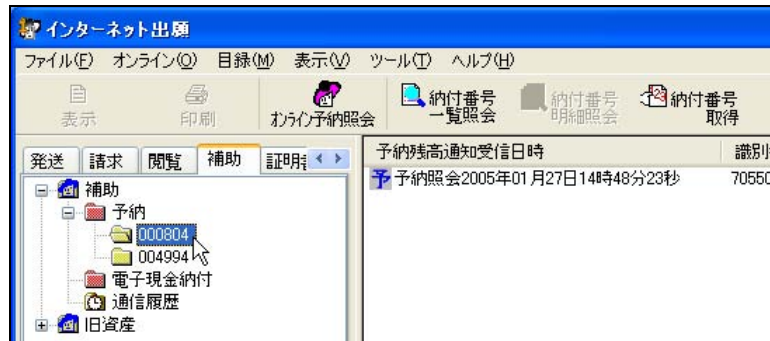 インターネット出願
ファイル(F) オンライン(O) 目録(M) 表示(V) ツール(T) ヘルプ(H)
表示 印刷 オンライン予納照会 納付番号一覧照会 納付番号明細照会 納付番号取得
発送 請求 閲覧 補助
予納残高通知受信日時 識別
補助
予 予納照会2005年01月27日14時48分23秒 70550
予納
000804
004994
電子現金納付
通信履歴
旧資産